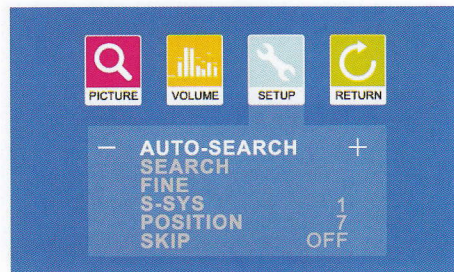 PICTURE VOLUME SETUP RETURN
– AUTO-SEARCH +
SEARCH
FINE
S-SYS 1
POSITION 7
SKIP OFF